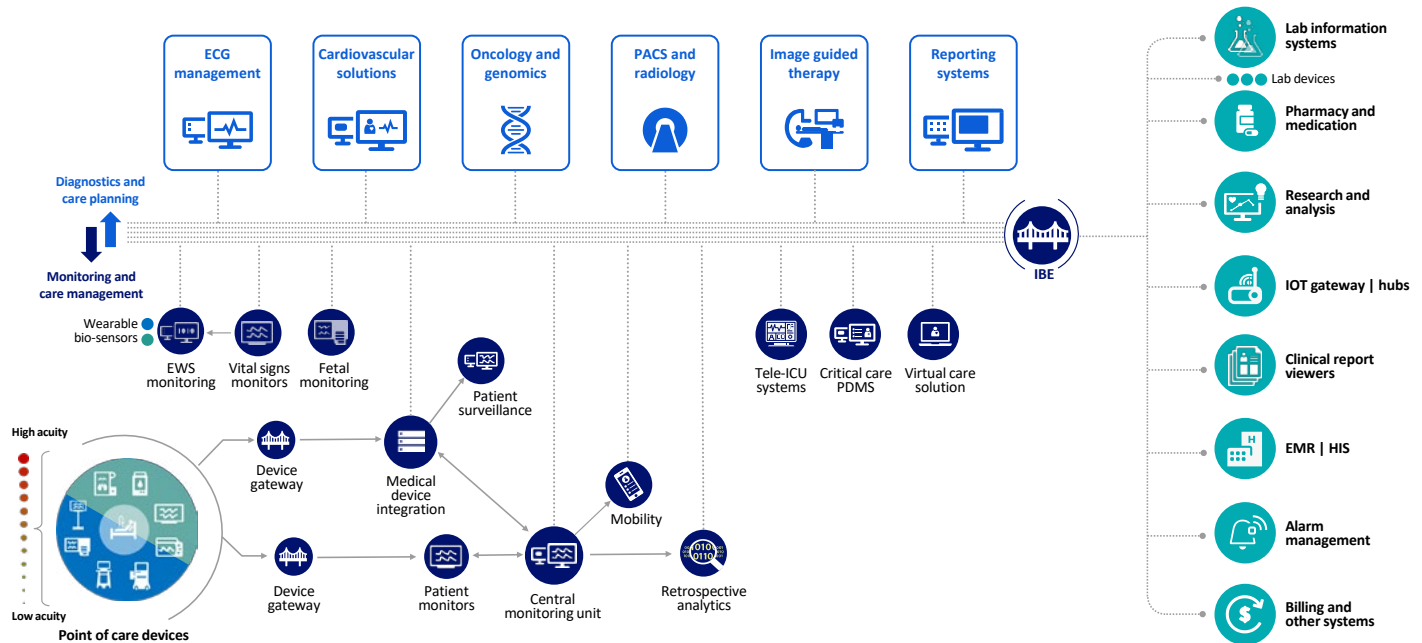 ECG
management
Cardiovascular
solutions
Oncology and
genomics
PACS and
radiology
Image guided
therapy
Reporting
systems
Diagnostics and
care planning
Monitoring and
care management
IBE
Wearable
bio-sensors
EWS
monitoring
Vital signs
monitors
Fetal
monitoring
Patient
surveillance
Tele-ICU
systems
Critical care
PDMS
Virtual care
solution
High acuity
Low acuity
Point of care devices
Device
gateway
Medical
device
integration
Mobility
Device
gateway
Patient
monitors
Central
monitoring unit
Retrospective
analytics
Lab information
systems
Lab devices
Pharmacy and
medication
Research and
analysis
IOT gateway | hubs
Clinical report
viewers
H
EMR | HIS
Alarm
management
$
Billing and
other systems